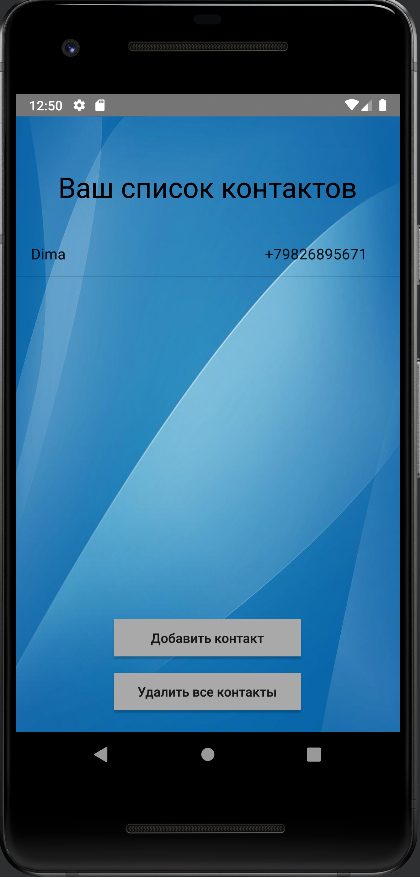 12:50
Ваш список контактов
Dima +79826895671
Добавить контакт
Удалить все контакты